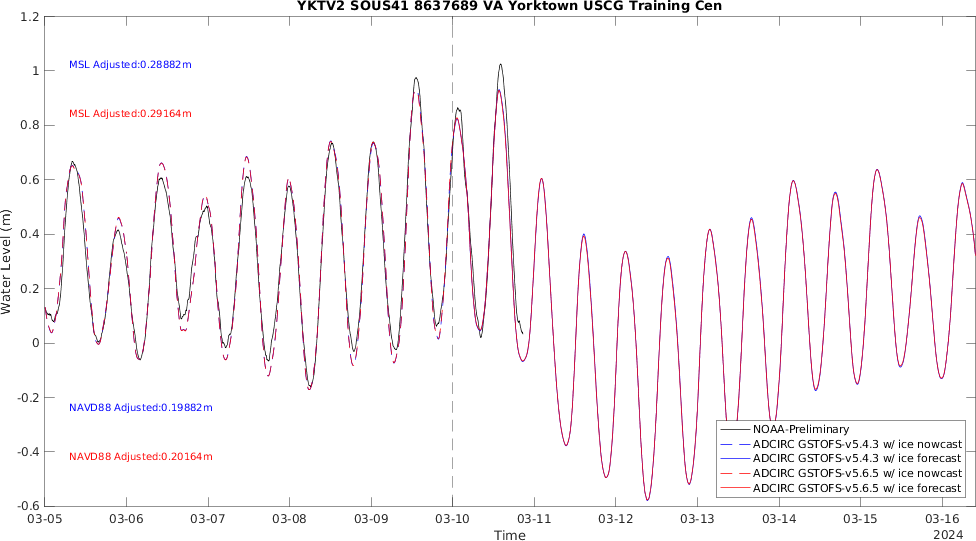 YKTV2 SOUS41 8637689 VA Yorktown USCG Training Cen
1.2
1
0.8
0.6
0.4
0.2
0
-0.2
-0.4
-0.6
Water Level (m)
MSL Adjusted:0.28882m
MSL Adjusted:0.29164m
NAVD88 Adjusted:0.19882m
NAVD88 Adjusted:0.20164m
NOAA-Preliminary
ADCIRC GSTOFS-v5.4.3 w/ ice nowcast
ADCIRC GSTOFS-v5.4.3 w/ ice forecast
ADCIRC GSTOFS-v5.6.5 w/ ice nowcast
ADCIRC GSTOFS-v5.6.5 w/ ice forecast
03-05 03-06 03-07 03-08 03-09 03-10 03-11 03-12 03-13 03-14 03-15 03-16
Time
2024